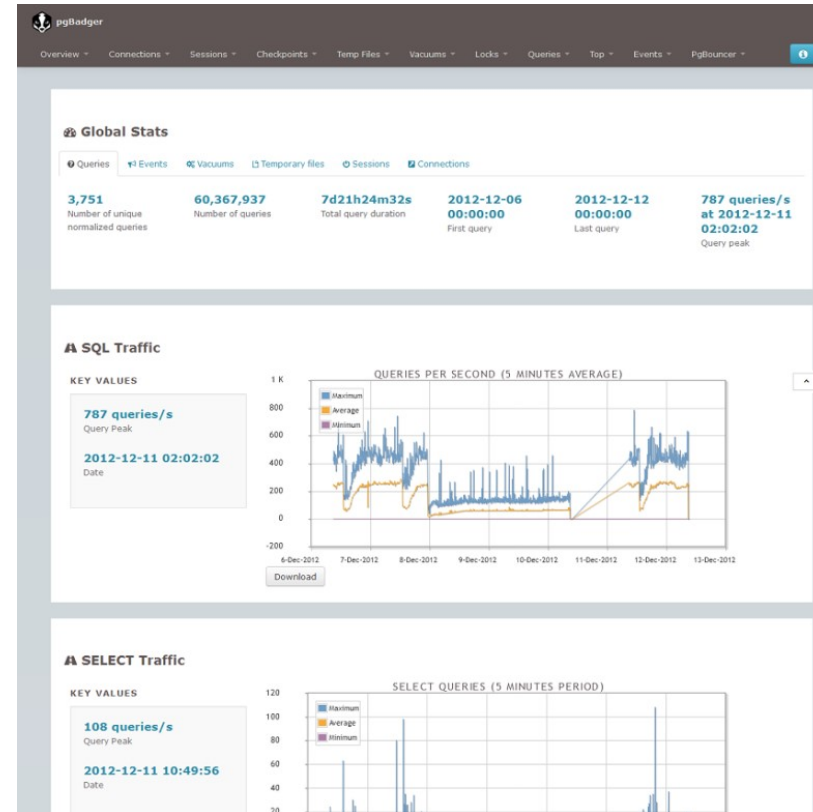 pgBadger
Overview Connections Sessions Checkpoints Temp Files Vacuums Locks Queries Top Events PgBouncer
Global Stats
Queries Events Vacuums Temporary files Sessions Connections
3,751
Number of unique
normalized queries
60,367,937
Number of queries
7d21h24m32s
Total query duration
2012-12-06
00:00:00
First query
2012-12-12
00:00:00
Last query
787 queries/s
at 2012-12-11
02:02:02
Query peak
SQL Traffic
KEY VALUES
787 queries/s
Query Peak
2012-12-11 02:02:02
Date
QUERIES PER SECOND (5 MINUTES AVERAGE)
1 K
800
600
400
200
0
-200
Maximum
Average
Minimum
6-Dec-2012 7-Dec-2012 8-Dec-2012 9-Dec-2012 10-Dec-2012 11-Dec-2012 12-Dec-2012 13-Dec-2012
Download
SELECT Traffic
KEY VALUES
108 queries/s
Query Peak
2012-12-11 10:49:56
Date
SELECT QUERIES (5 MINUTES PERIOD)
120
100
80
60
40
20
Maximum
Average
Minimum